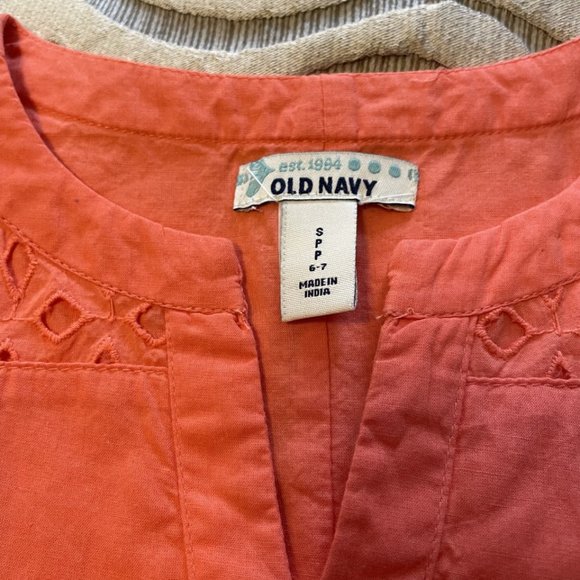 est. 1994
OLD NAVY
S
P
P
6-7
MADE IN
INDIA